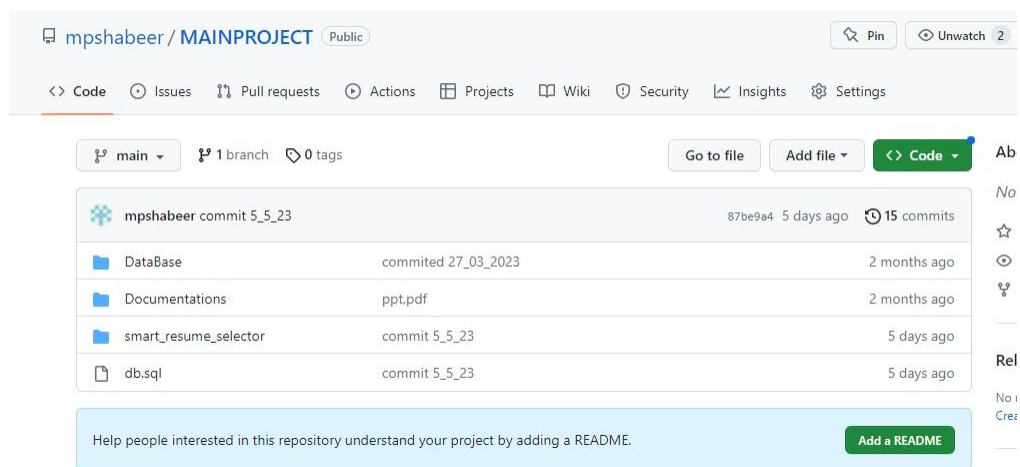 mpshabeer / MAINPROJECT Public Pin Unwatch 2
Code Issues Pull requests Actions Projects Wiki Security Insights Settings
main 1 branch 0 tags Go to file Add file Code
mpshabeer commit 5_5_23 87be9a4 5 days ago 15 commits
DataBase commited 27_03_2023 2 months ago
Documentations ppt,pdf 2 months ago
smart_resume_selector commit 5_5_23 5 days ago
db.sql commit 5_5_23 5 days ago
Help people interested in this repository understand your project by adding a README. Add a README
Ab
No
Rel
No
Crea